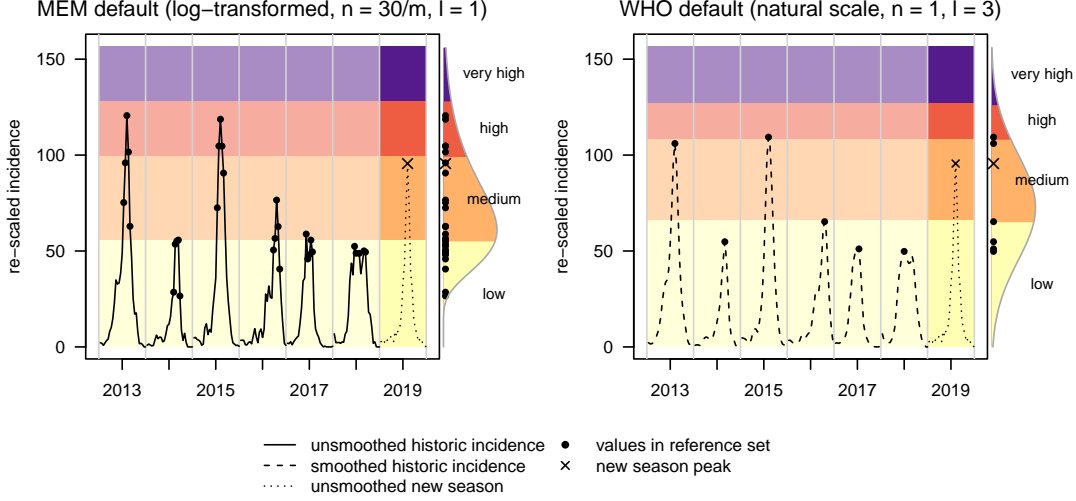 MEM default (log−transformed, n = 30/m, l = 1)
re−scaled incidence
150
100
50
0
very high
high
medium
low
2013
2015
2017
2019
WHO default (natural scale, n = 1, l = 3)
re−scaled incidence
150
100
50
0
very high
high
medium
low
2013
2015
2017
2019
unsmoothed historic incidence
smoothed historic incidence
unsmoothed new season
values in reference set
new season peak